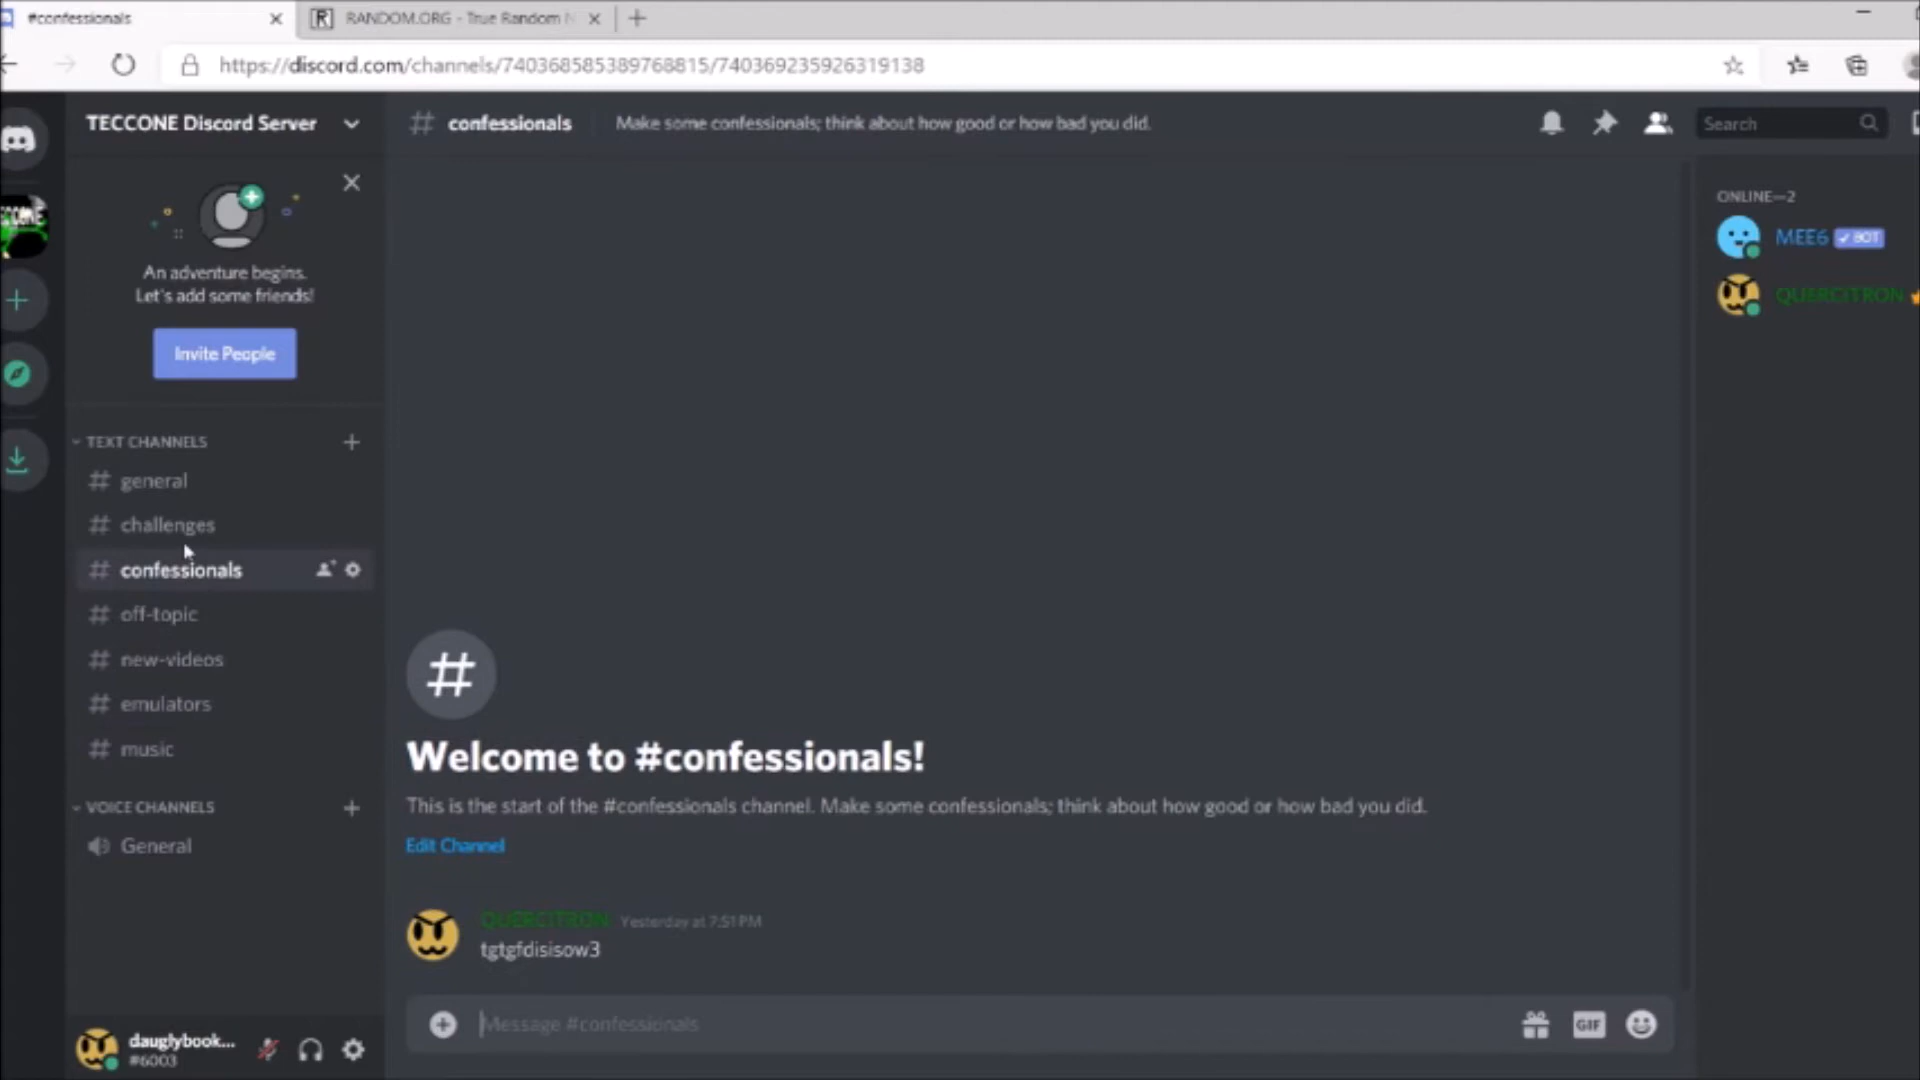 #confessionals
RANDOM.ORG - True Random
https://discord.com/channels/740368585389768815/740369235926319138
TECCONE Discord Server
confessionals
Make some confessionals; think about how good or how bad you did.
Search
An adventure begins.
Let's add some friends!
Invite People
TEXT CHANNELS
general
challenges
confessionals
off-topic
new-videos
emulators
music
VOICE CHANNELS
General
Welcome to #confessionals!
This is the start of the #confessionals channel. Make some confessionals; think about how good or how bad you did.
Edit Channel
QUERCITRON Yesterday at 7:51 PM
tgtgfdisisow3
Message #confessionals
GIF
dauglybook...
#6003
ONLINE—2
MEE6 BOT
QUERCITRON